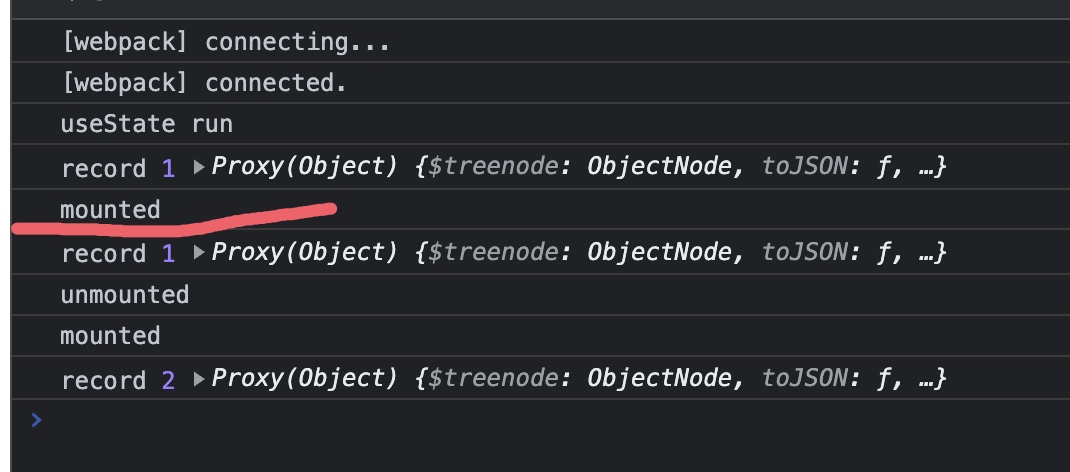 [webpack] connecting...
[webpack] connected.
useState run
record 1 ▶Proxy(Object) {$treenode: ObjectNode, toJSON: ƒ, …}
mounted
record 1 ▶Proxy(Object) {$treenode: ObjectNode, toJSON: ƒ, …}
unmounted
mounted
record 2 ▶Proxy(Object) {$treenode: ObjectNode, toJSON: ƒ, …}
>